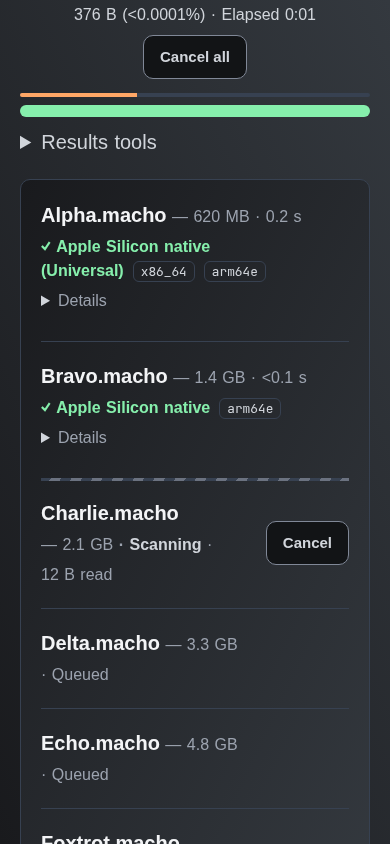 376 B (<0.0001%) · Elapsed 0:01
Cancel all
Results tools
Alpha.macho — 620 MB · 0.2 s
Apple Silicon native
(Universal) x86_64 arm64e
Details
Bravo.macho — 1.4 GB · <0.1 s
Apple Silicon native arm64e
Details
Charlie.macho
— 2.1 GB · Scanning ·
12 B read
Cancel
Delta.macho — 3.3 GB
· Queued
Echo.macho — 4.8 GB
· Queued
Foxtrot.macho